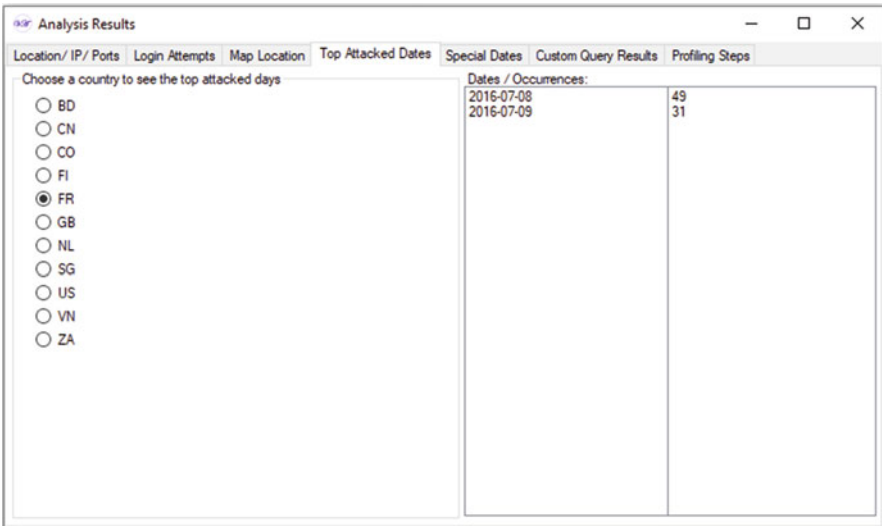 Analysis Results
Location/ IP/ Ports Login Attempts Map Location Top Attacked Dates Special Dates Custom Query Results Profiling Steps
Choose a country to see the top attacked days
BD
CN
CO
FI
FR
GB
NL
SG
US
VN
ZA
Dates / Occurrences:
2016-07-08 49
2016-07-09 31